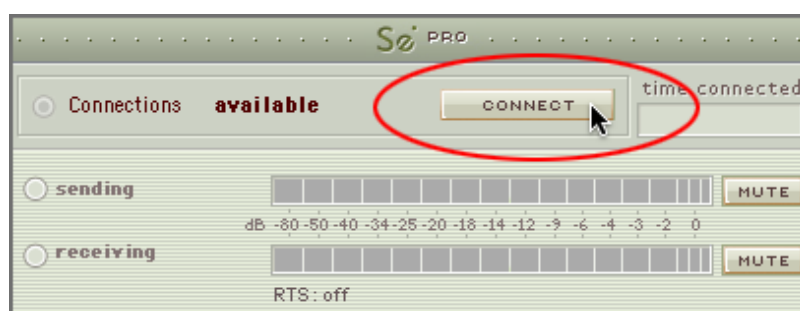 Sø PRO
Connections available CONNECT time connected
sending MUTE
dB -80 -50 -40 -34 -25 -20 -18 -14 -12 -9 -6 -4 -3 -2 0
receiving MUTE
RTS: off